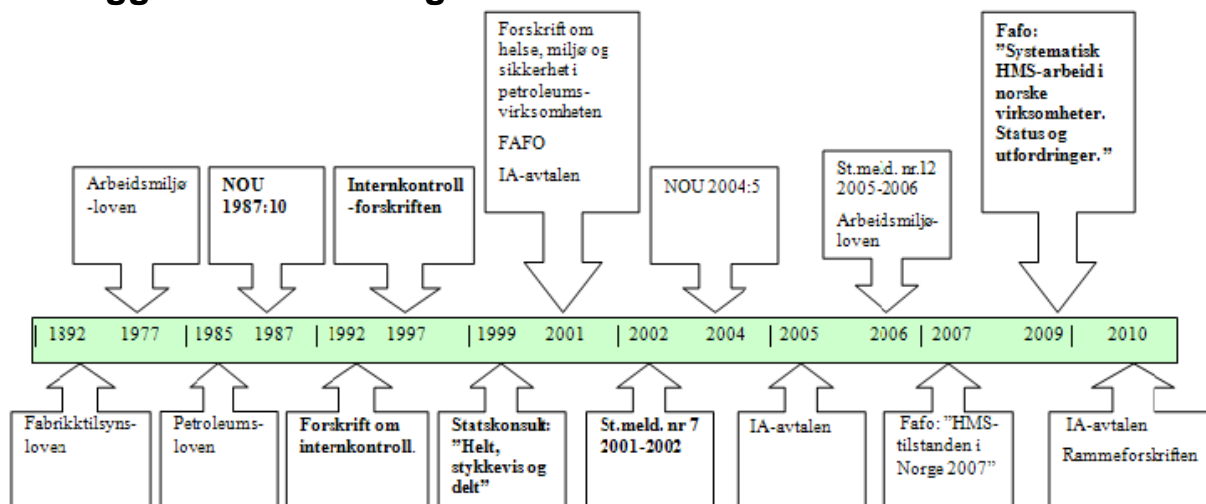 Forskrift om
helse, miljø og
sikkerhet i
petroleums-
virksomheten
FAFO
IA-avtalen
Fafo:
"Systematisk
HMS-arbeid i
norske
virksomheter.
Status og
utfordringer."
Arbeidsmiljø
-loven
NOU
1987:10
Internkontroll
-forskriften
NOU 2004:5
St.meld. nr.12
2005-2006
Arbeidsmiljø-
loven
1892 1977 1985 1987 1992 1997 1999 2001 2002 2004 2005 2006 2007 2009 2010
Fabrikktilsyns-
loven
Petroleums-
loven
Forskrift om
internkontroll.
Statskonsult:
"Helt,
stykkevis og
delt"
St.meld. nr 7
2001-2002
IA-avtalen
Fafo: "HMS-
tilstanden i
Norge 2007"
IA-avtalen
Rammeforskriften